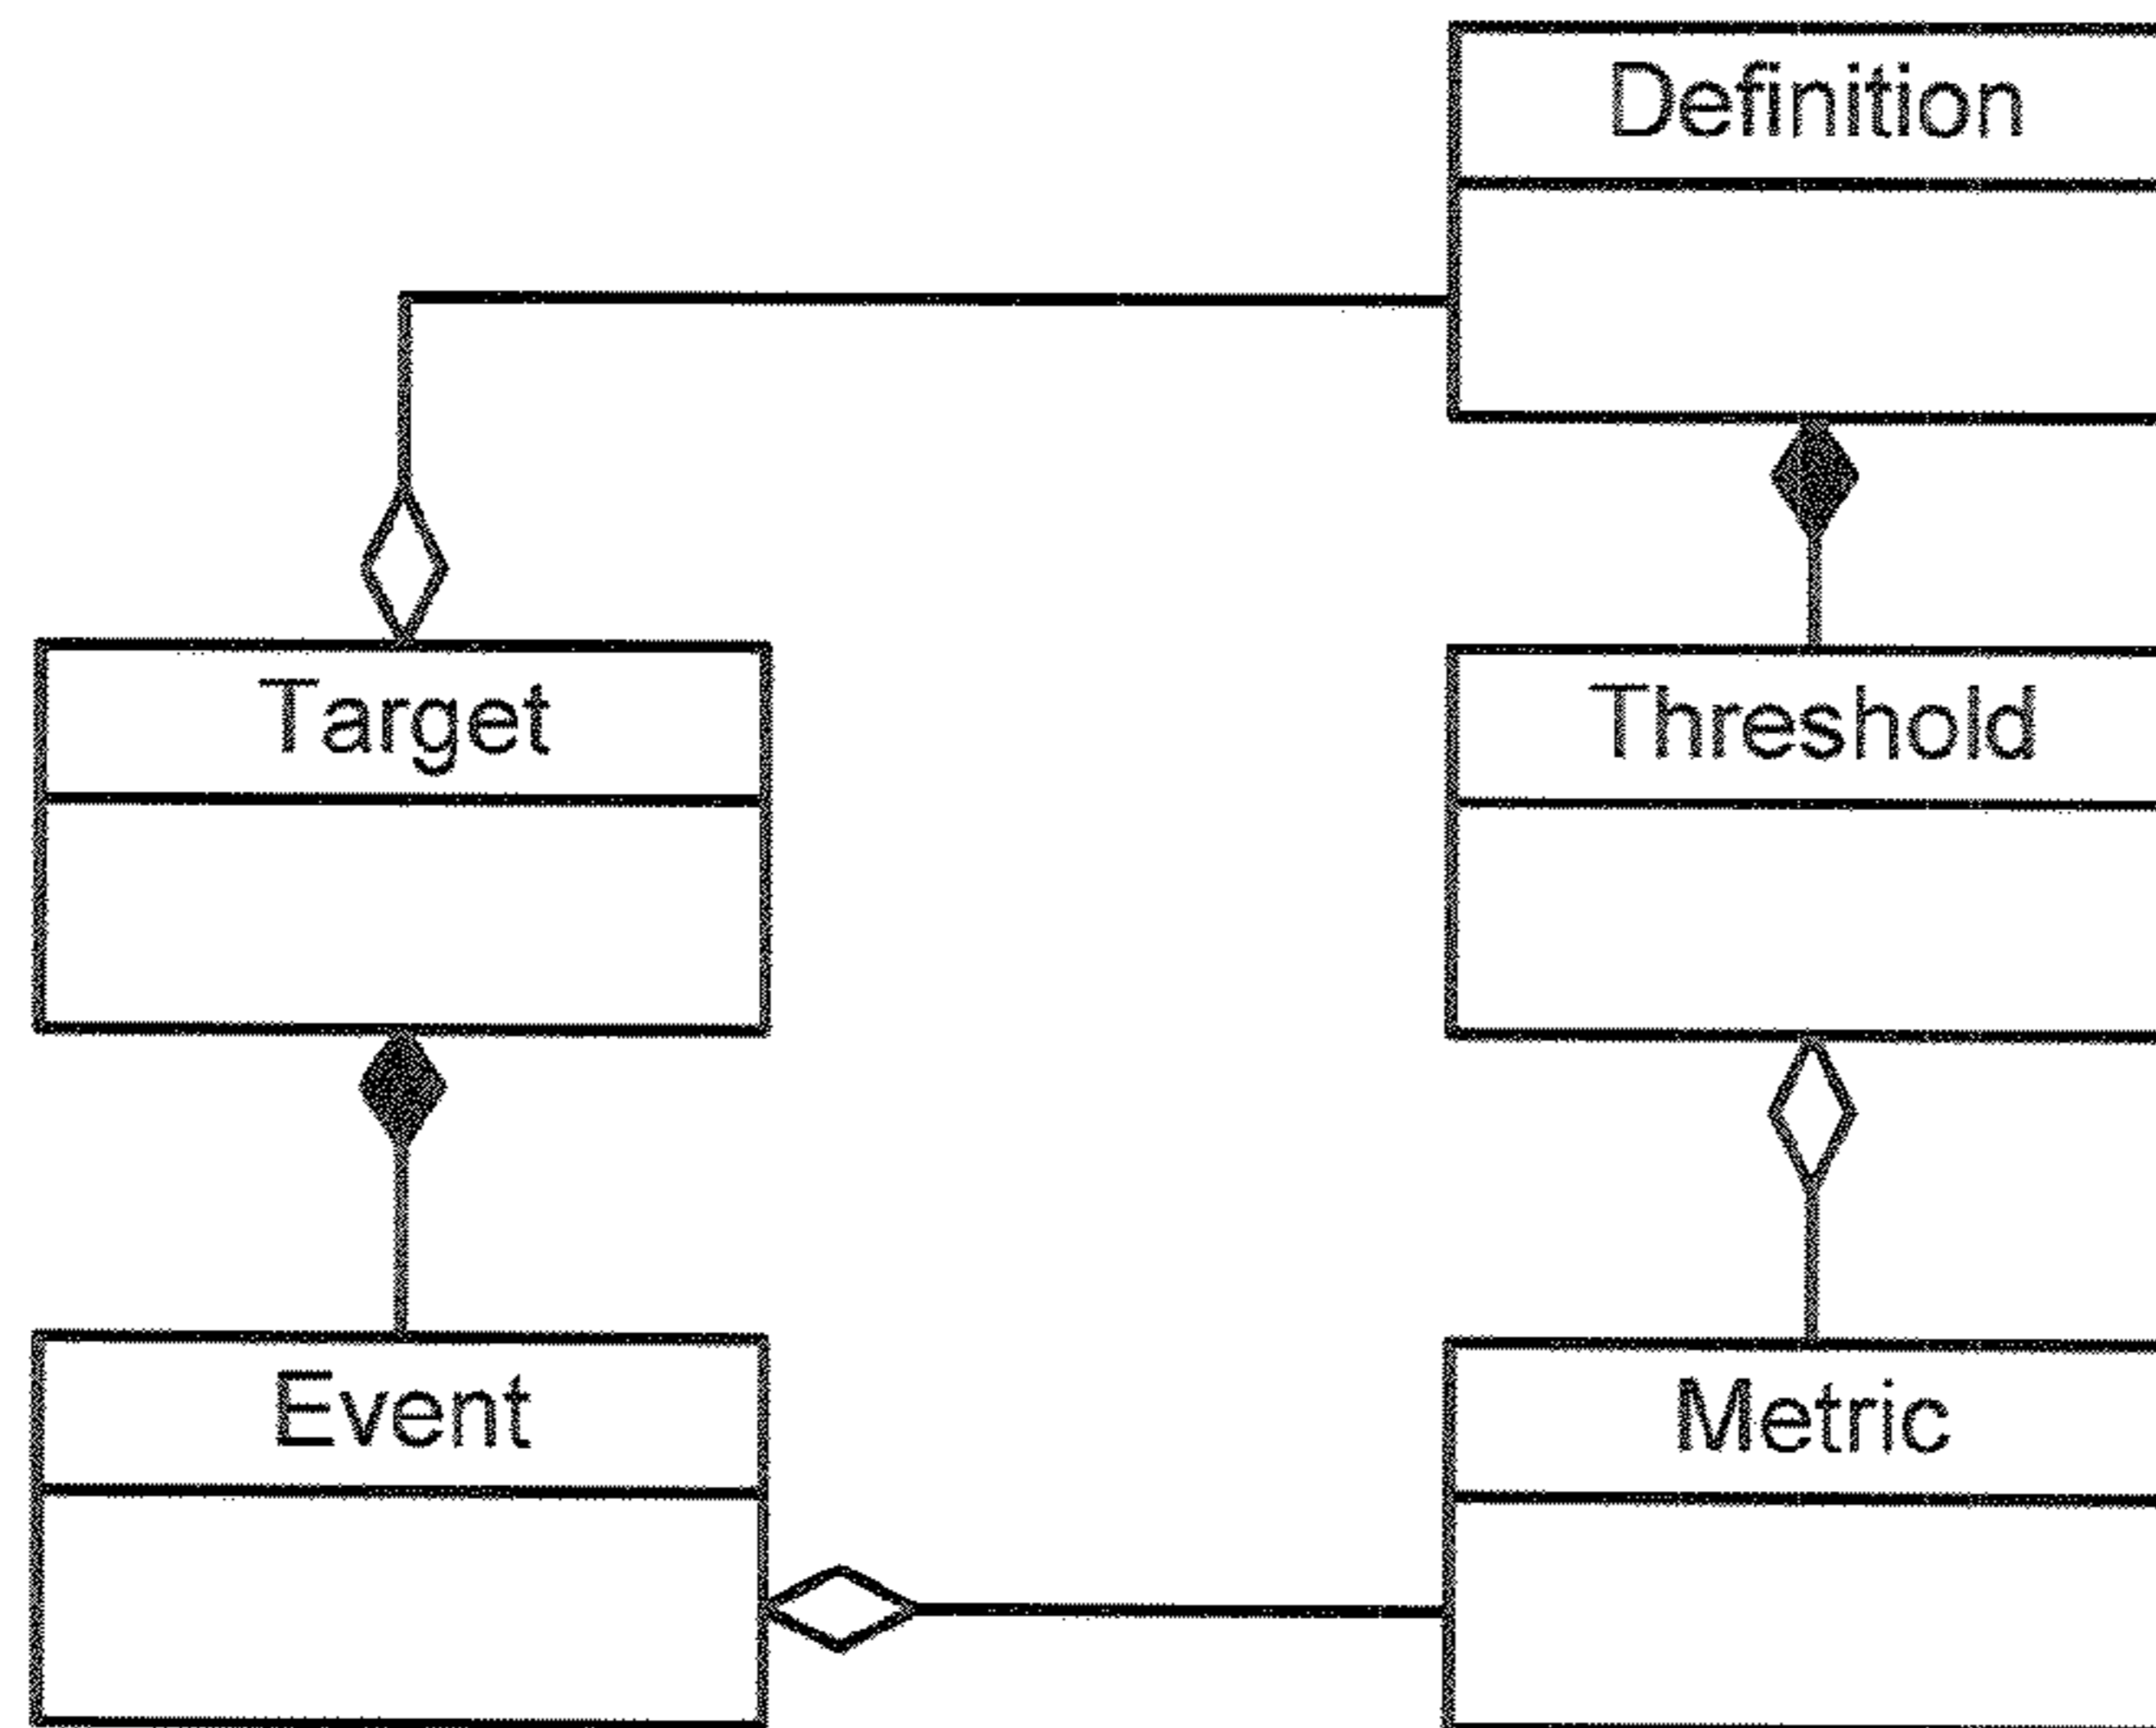 Definition
Target
Threshold
Event
Metric